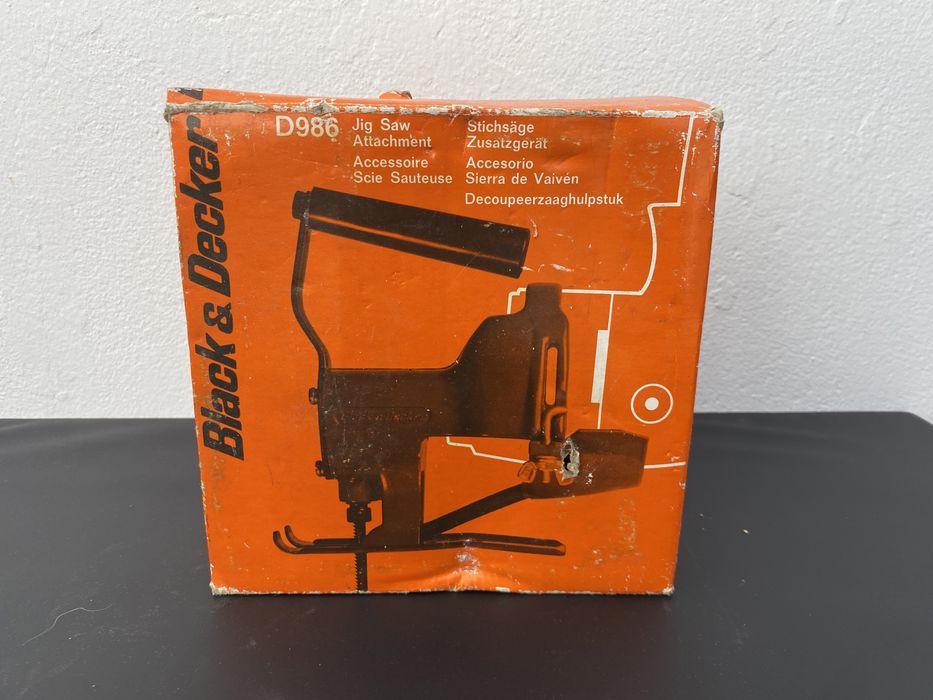 Black & Decker
D986
Jig Saw
Attachment
Accessoire
Scie Sauteuse
Stichsäge
Zusatzgerät
Accesorio
Sierra de Vaivén
Decoupeerzaaghulpstuk